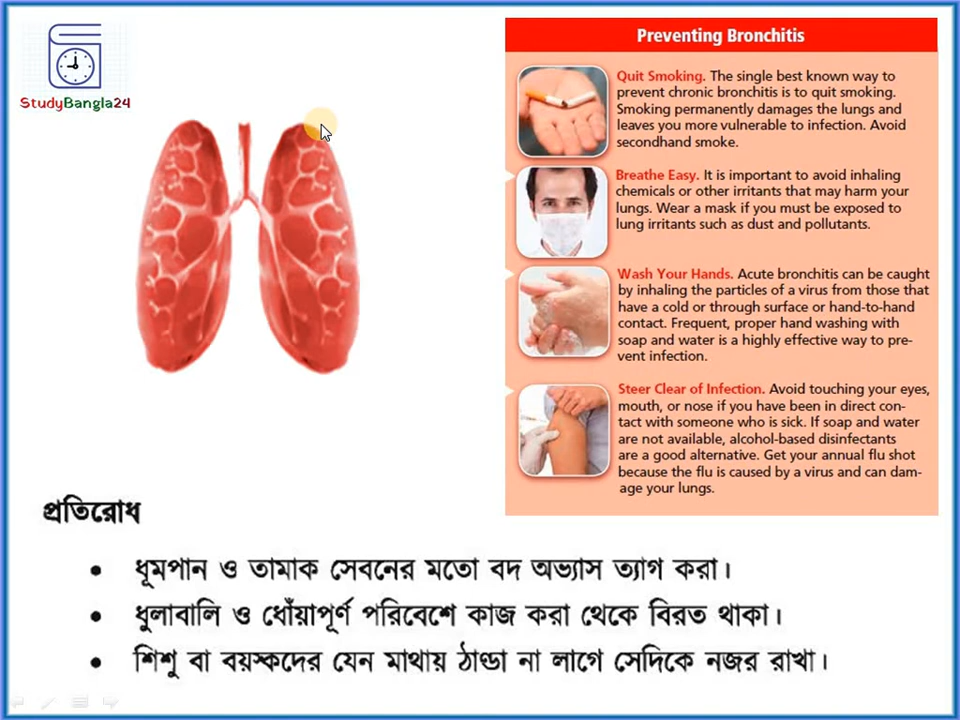 StudyBangla24
Preventing Bronchitis
Quit Smoking. The single best known way to
prevent chronic bronchitis is to quit smoking.
Smoking permanently damages the lungs and
leaves you more vulnerable to infection. Avoid
secondhand smoke.
Breathe Easy. It is important to avoid inhaling
chemicals or other irritants that may harm your
lungs. Wear a mask if you must be exposed to
lung irritants such as dust and pollutants.
Wash Your Hands. Acute bronchitis can be caught
by inhaling the particles of a virus from those that
have a cold or through surface or hand-to-hand
contact. Frequent, proper hand washing with
soap and water is a highly effective way to pre-
vent infection.
Steer Clear of Infection. Avoid touching your eyes,
mouth, or nose if you have been in direct con-
tact with someone who is sick. If soap and water
are not available, alcohol-based disinfectants
are a good alternative. Get your annual flu shot
because the flu is caused by a virus and can dam-
age your lungs.
প্রতিরোধ
• ধূমপান ও তামাক সেবনের মতো বদ অভ্যাস ত্যাগ করা।
• ধুলাবালি ও ধোঁয়াপূর্ণ পরিবেশে কাজ করা থেকে বিরত থাকা।
• শিশু বা বয়স্কদের যেন মাথায় ঠাণ্ডা না লাগে সেদিকে নজর রাখা।